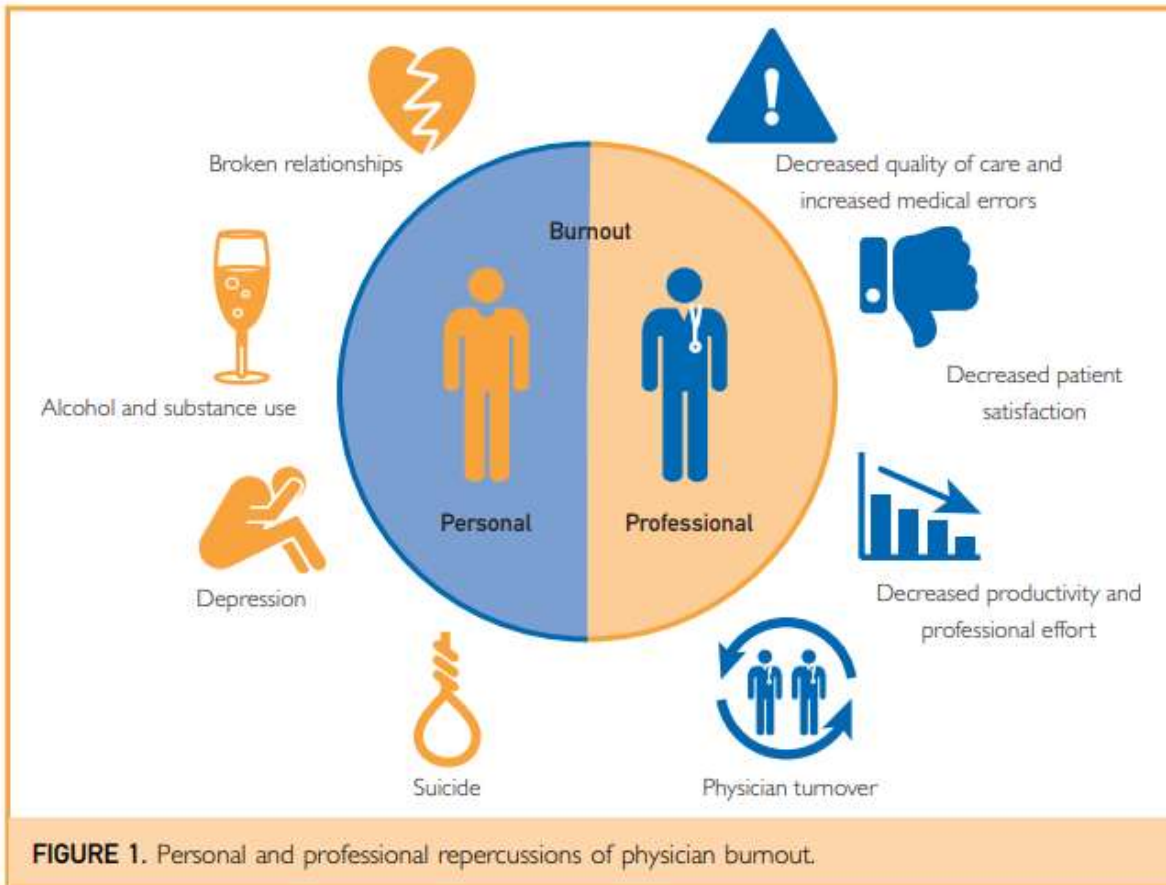 Broken relationships
Alcohol and substance use
Depression
Suicide
Burnout
Personal
Professional
Decreased quality of care and
increased medical errors
Decreased patient
satisfaction
Decreased productivity and
professional effort
Physician turnover
FIGURE 1. Personal and professional repercussions of physician burnout.